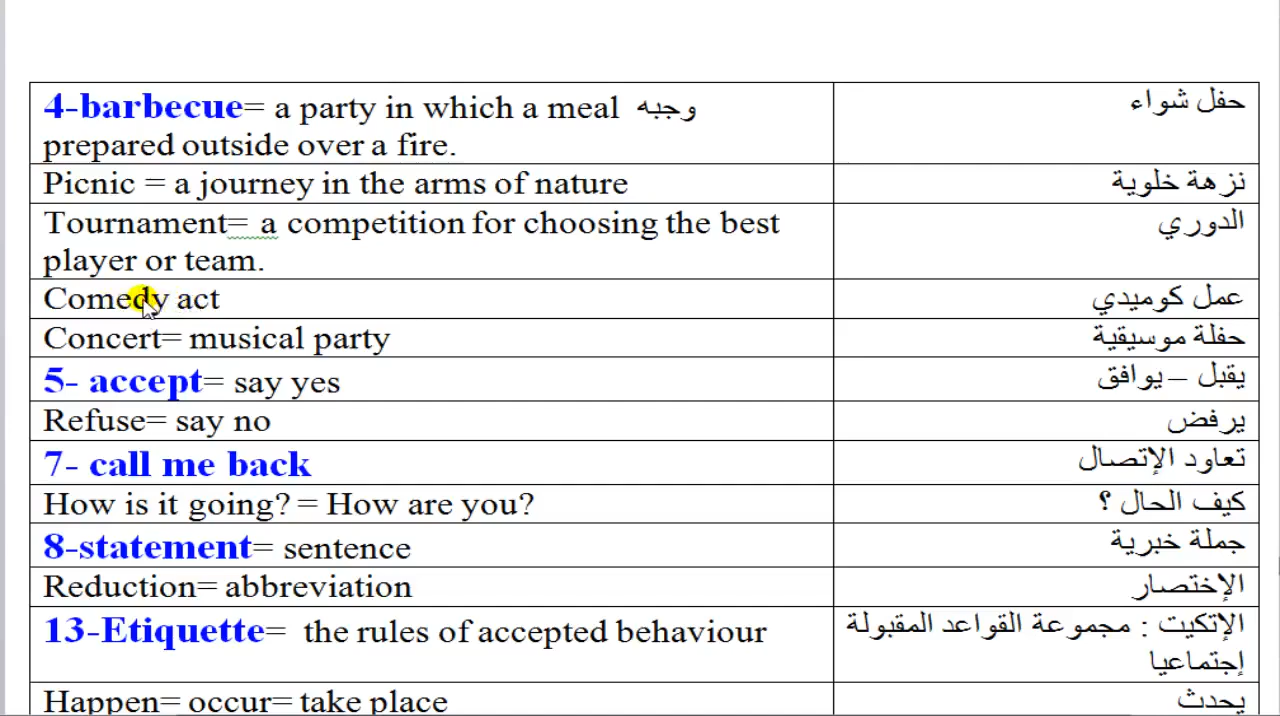 4-barbecue= a party in which a meal وجبه
prepared outside over a fire.
حفل شواء
Picnic = a journey in the arms of nature
نزهة خلوية
Tournament= a competition for choosing the best
player or team.
الدوري
Comedy act
عمل كوميدي
Concert= musical party
حفلة موسيقية
5- accept= say yes
يقبل – يوافق
Refuse= say no
يرفض
7- call me back
تعاود الإتصال
How is it going? = How are you?
كيف الحال ؟
8-statement= sentence
جملة خبرية
Reduction= abbreviation
الإختصار
13-Etiquette= the rules of accepted behaviour
الإتكيت : مجموعة القواعد المقبولة
إجتماعيا
Happen= occur= take place
يحدث